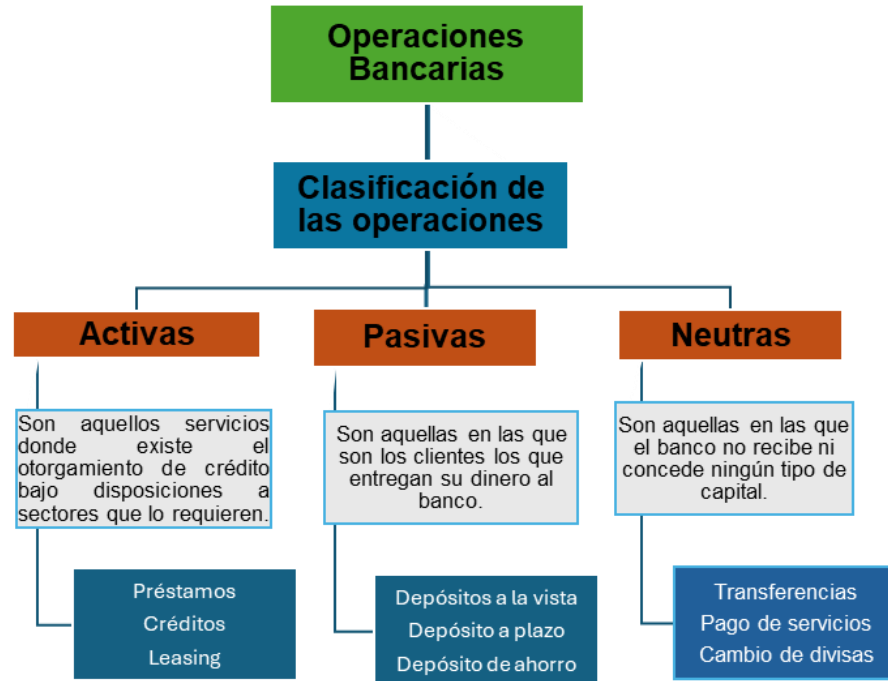 Operaciones
Bancarias
Clasificación de
las operaciones
Activas
Pasivas
Neutras
Son aquellos servicios
donde existe el
otorgamiento de crédito
bajo disposiciones a
sectores que lo requieren.
Son aquellas en las que
son los clientes los que
entregan su dinero al
banco.
Son aquellas en las que
el banco no recibe ni
concede ningún tipo de
capital.
Préstamos
Créditos
Leasing
Depósitos a la vista
Depósito a plazo
Depósito de ahorro
Transferencias
Pago de servicios
Cambio de divisas